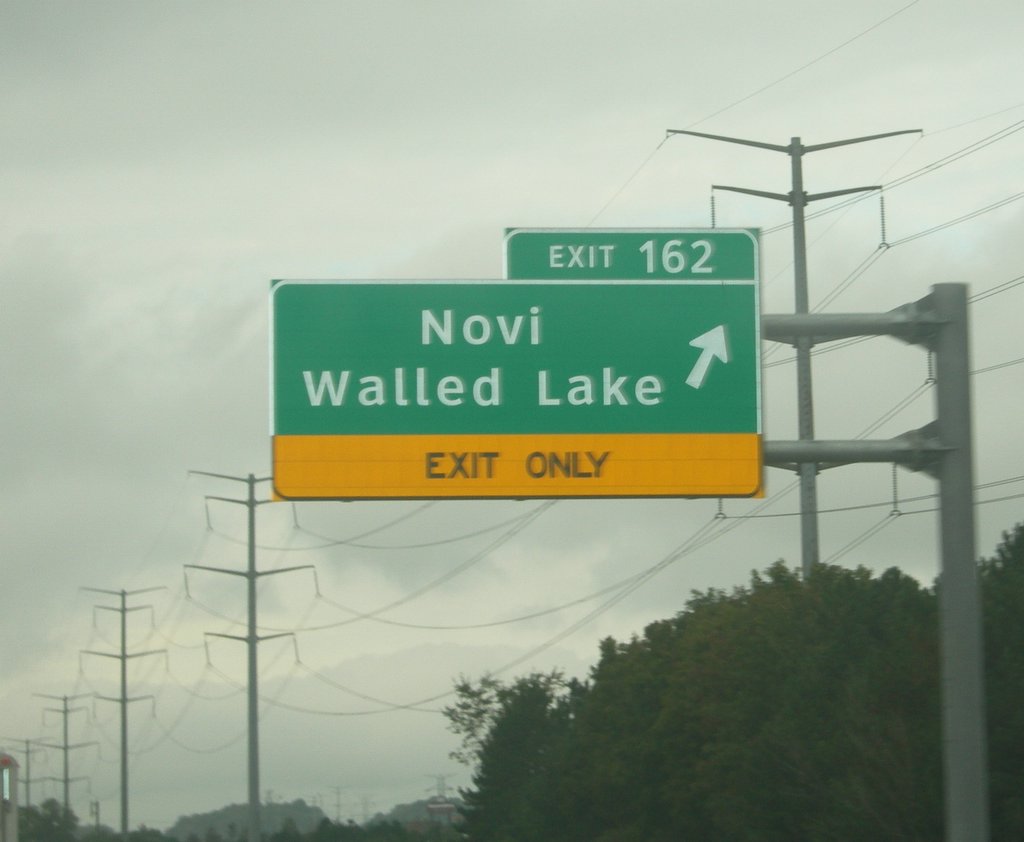 EXIT 162
Novi
Walled Lake
EXIT ONLY